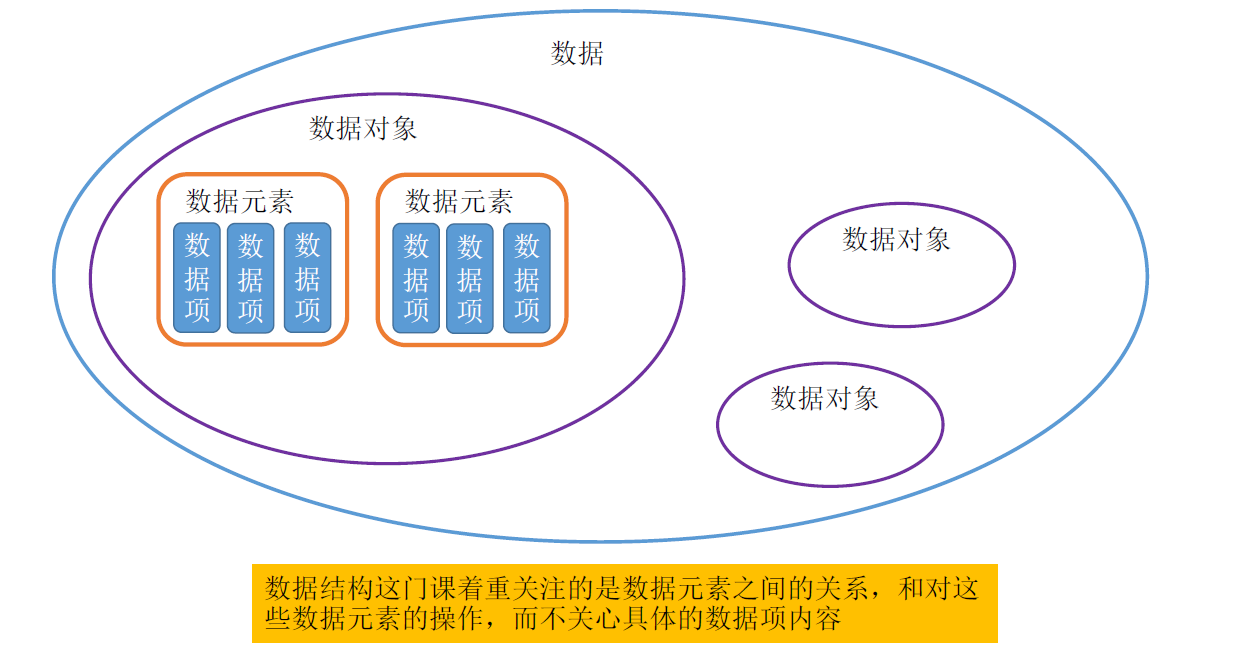 数据
数据对象
数据元素
数据元素
数据项
数据项
数据项
数据项
数据项
数据项
数据对象
数据对象
数据结构这门课着重关注的是数据元素之间的关系，和对这
些数据元素的操作，而不关心具体的数据项内容